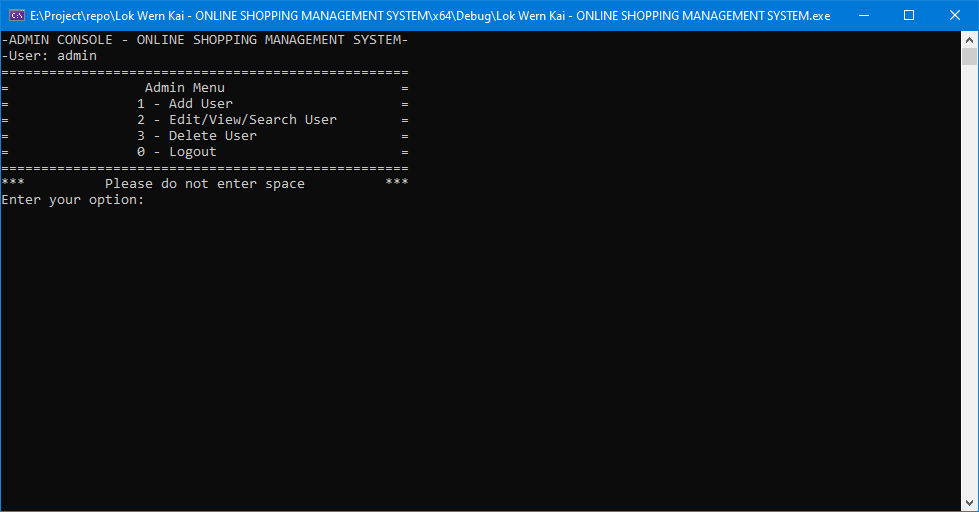 E:\Project\repo\Lok Wern Kai - ONLINE SHOPPING MANAGEMENT SYSTEM\x64\Debug\Lok Wern Kai - ONLINE SHOPPING MANAGEMENT SYSTEM.exe
-ADMIN CONSOLE - ONLINE SHOPPING MANAGEMENT SYSTEM-
-User: admin
===================================================
=                 Admin Menu                      =
=                1 - Add User                     =
=                2 - Edit/View/Search User        =
=                3 - Delete User                  =
=                0 - Logout                       =
===================================================
***          Please do not enter space          ***
Enter your option: